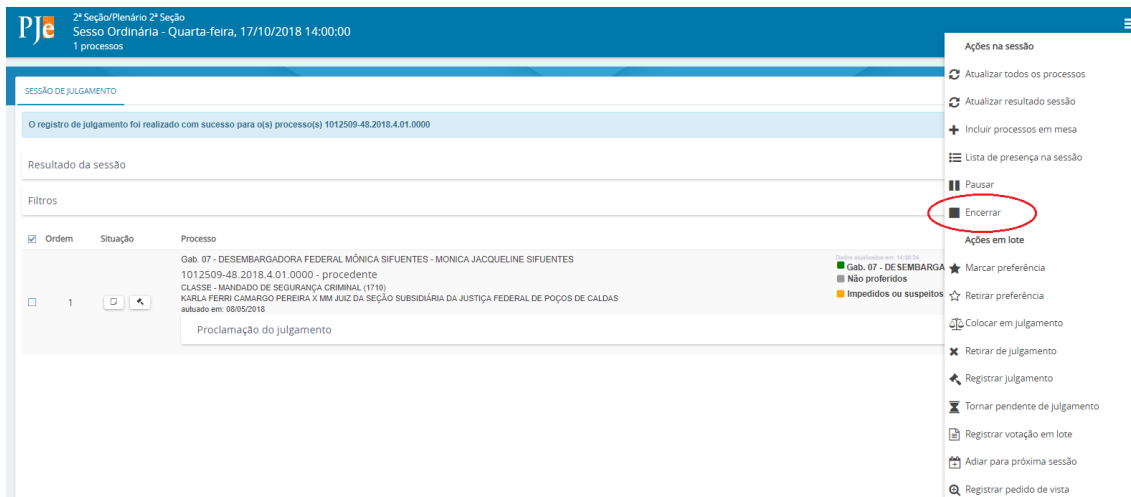 PJe
2ª Seção/Plenário 2ª Seção
Sesso Ordinária - Quarta-feira, 17/10/2018 14:00:00
1 processos
SESSÃO DE JULGAMENTO
O registro de julgamento foi realizado com sucesso para o(s) processo(s) 1012509-48.2018.4.01.0000
Resultado da sessão
Filtros
Ordem Situação Processo
Gab. 07 - DESEMBARGADORA FEDERAL MÔNICA SIFUENTES - MONICA JACQUELINE SIFUENTES
1012509-48.2018.4.01.0000 - procedente
CLASSE - MANDADO DE SEGURANÇA CRIMINAL (1710)
1 KARLA FERRI CAMARGO PEREIRA X MM JUIZ DA SEÇÃO SUBSIDIÁRIA DA JUSTIÇA FEDERAL DE POÇOS DE CALDAS
autuado em: 08/05/2018
Proclamação do julgamento
Dados atualizados em: 14:38:24
Gab. 07 - DESEMBARGA
Não proferidos
Impedidos ou suspeitos
Ações na sessão
Atualizar todos os processos
Atualizar resultado sessão
Incluir processos em mesa
Lista de presença na sessão
Pausar
Encerrar
Ações em lote
Marcar preferência
Retirar preferência
Colocar em julgamento
Retirar de julgamento
Registrar julgamento
Tornar pendente de julgamento
Registrar votação em lote
Adiar para próxima sessão
Registrar pedido de vista